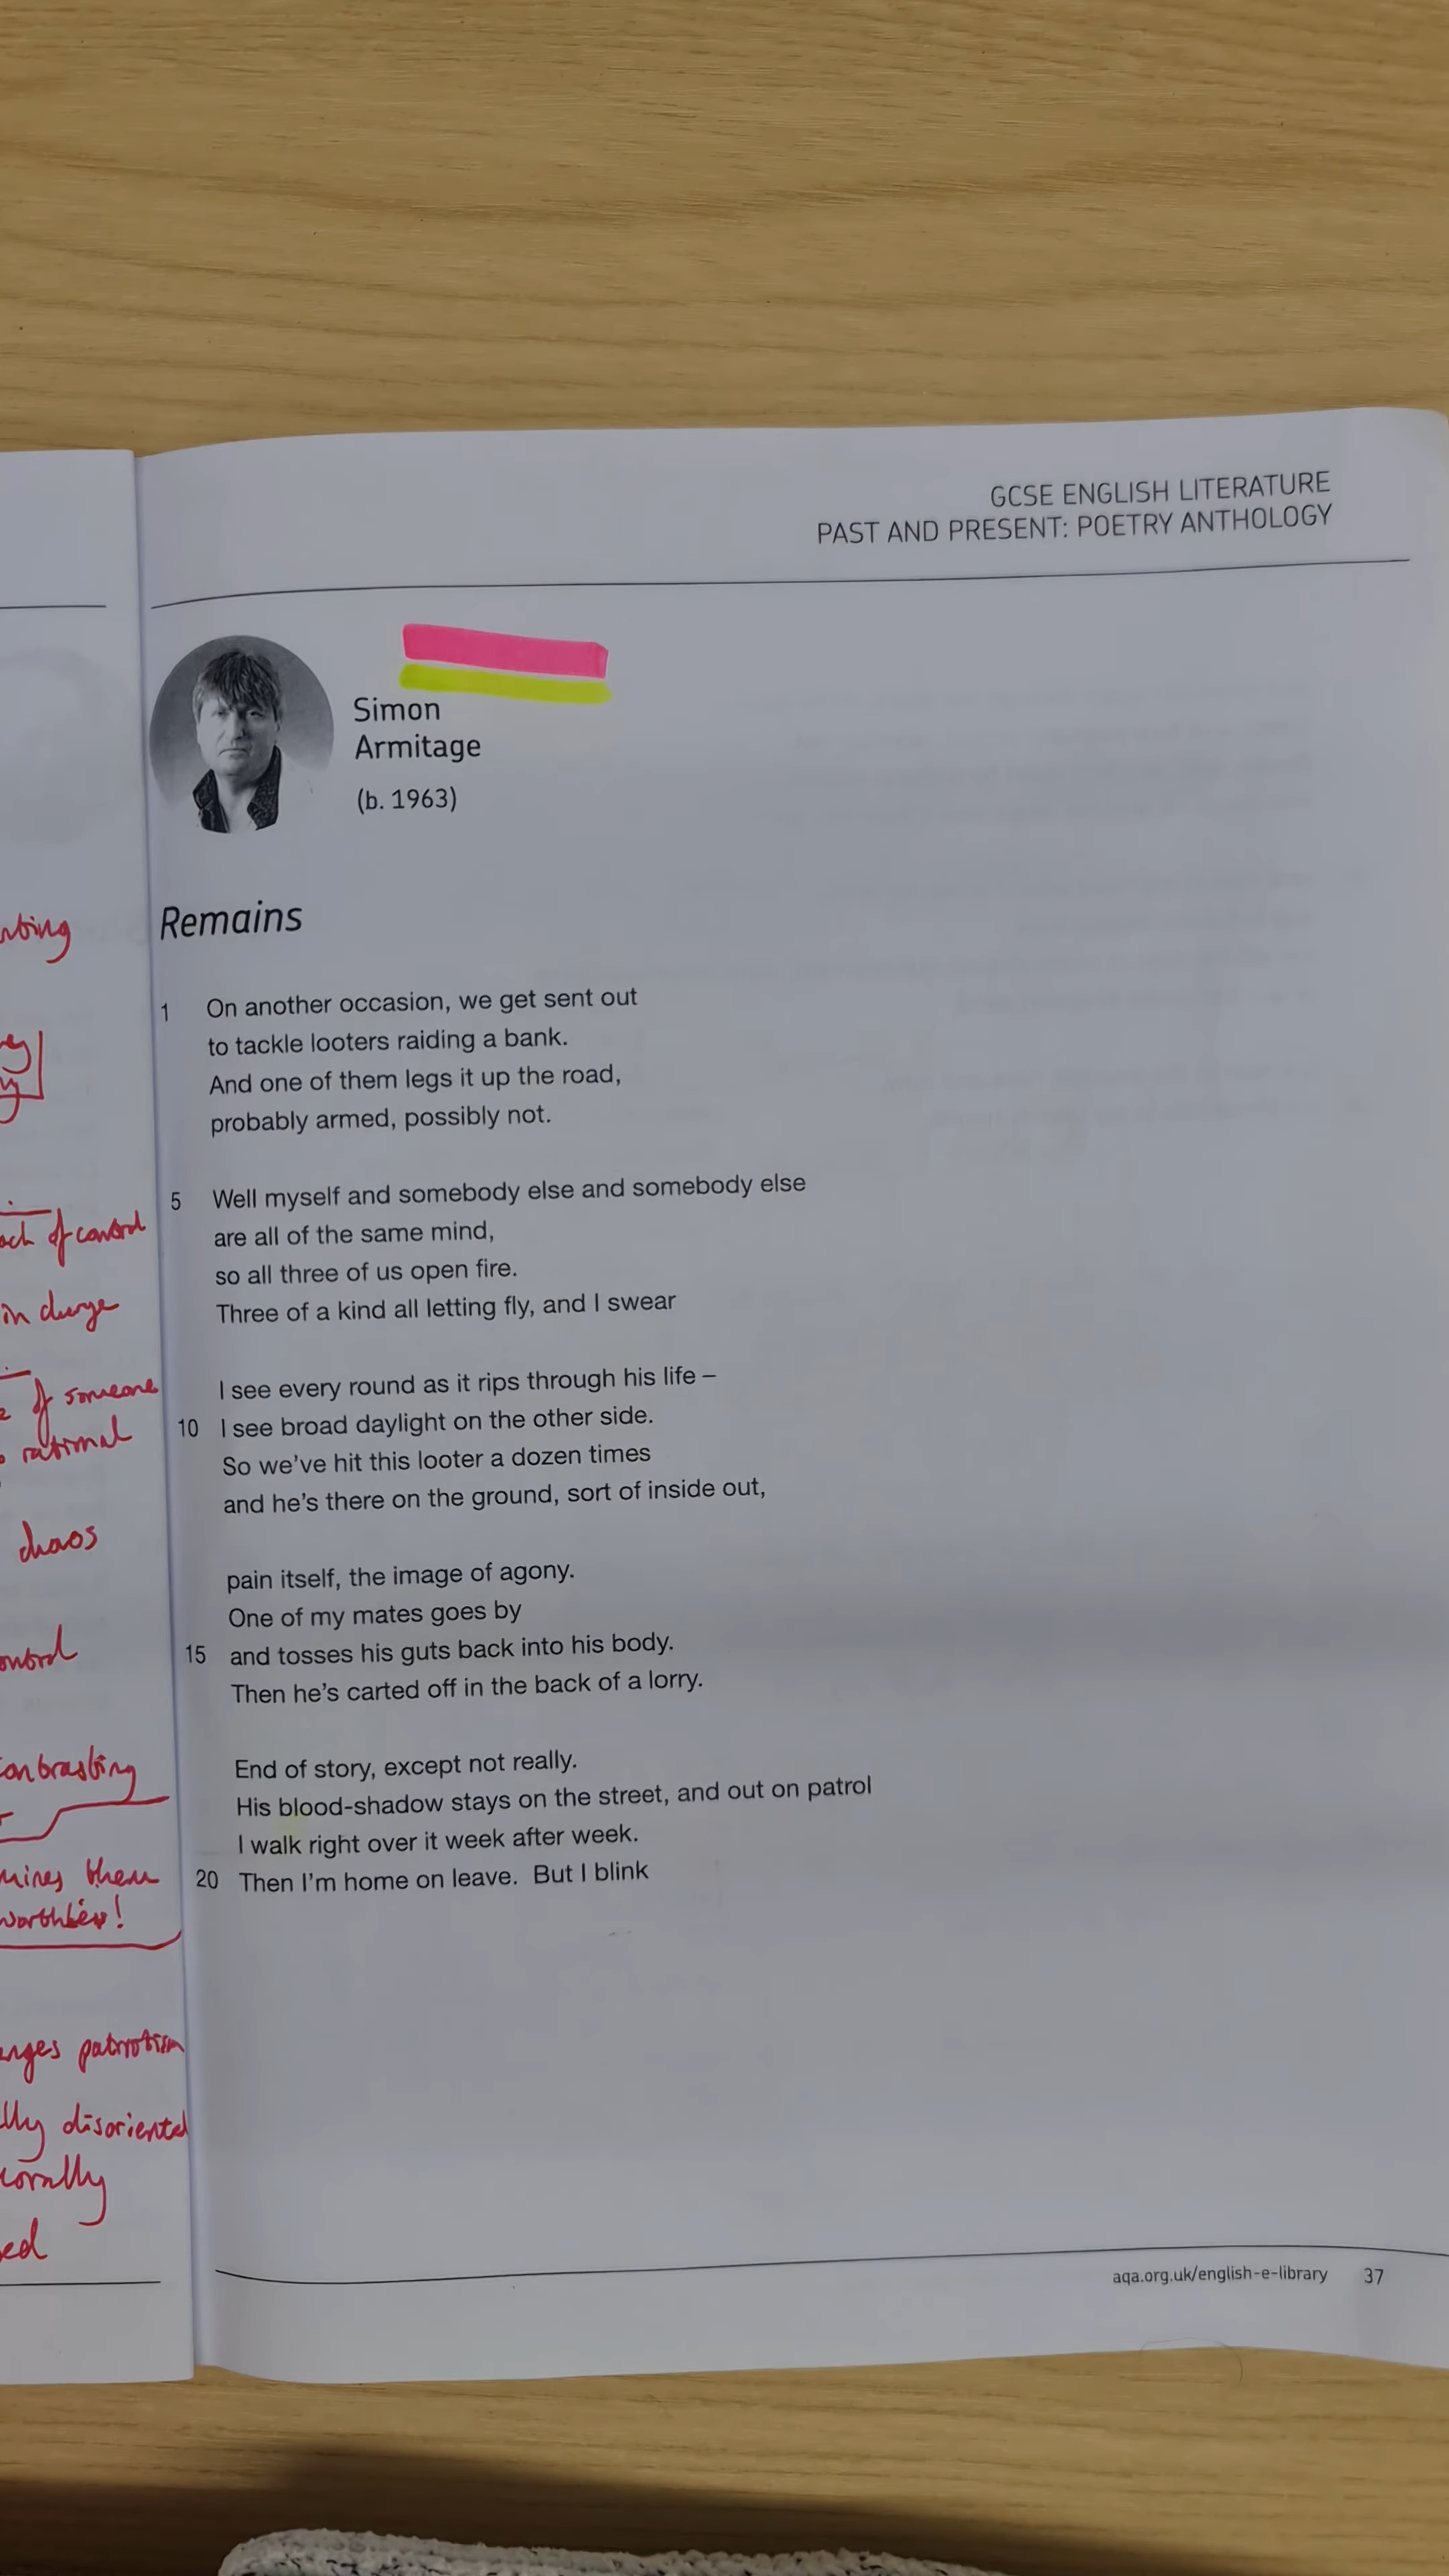 GCSE ENGLISH LITERATURE
PAST AND PRESENT: POETRY ANTHOLOGY
Simon
Armitage
(b. 1963)
Remains
1 On another occasion, we get sent out
to tackle looters raiding a bank.
And one of them legs it up the road,
probably armed, possibly not.
5 Well myself and somebody else and somebody else
are all of the same mind,
so all three of us open fire.
Three of a kind all letting fly, and I swear
I see every round as it rips through his life –
10 I see broad daylight on the other side.
So we've hit this looter a dozen times
and he's there on the ground, sort of inside out,
pain itself, the image of agony.
One of my mates goes by
15 and tosses his guts back into his body.
Then he's carted off in the back of a lorry.
End of story, except not really.
His blood-shadow stays on the street, and out on patrol
I walk right over it week after week.
20 Then I'm home on leave. But I blink
aqa.org.uk/english-e-library 37
of control
in charge
of someone
rational
chaos
them
worthless!
patriotism
disoriented